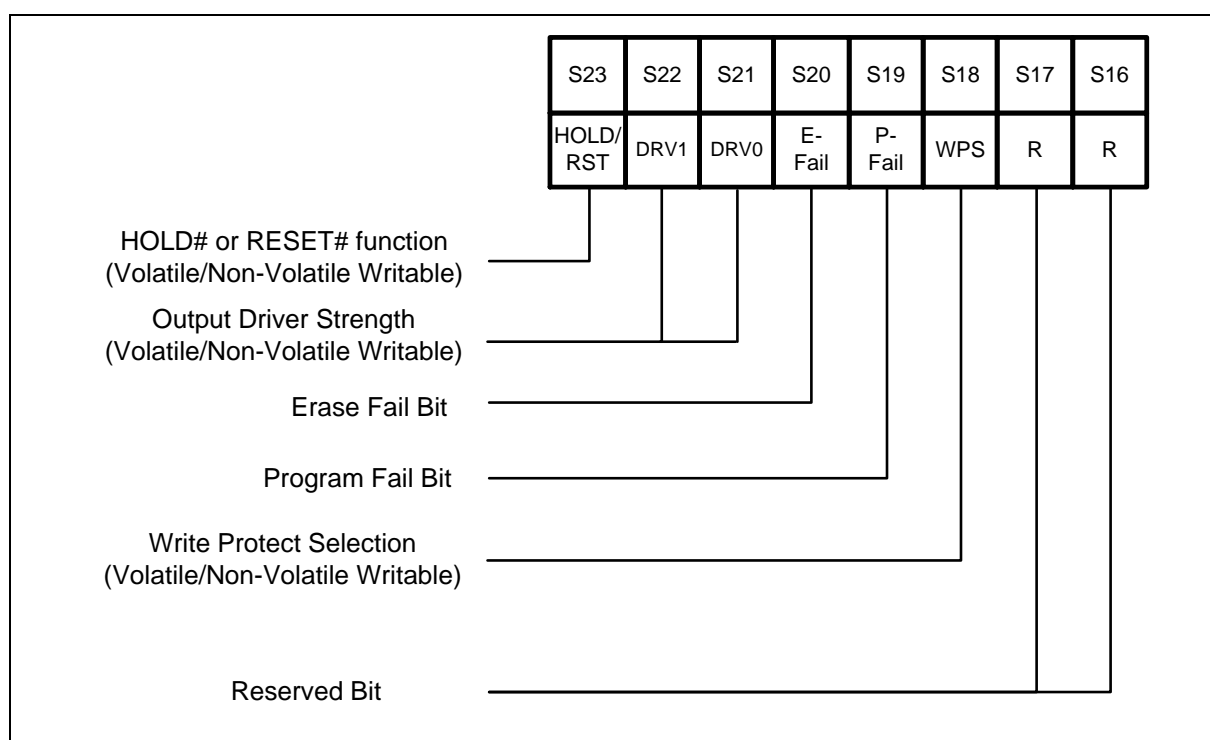 S23 S22 S21 S20 S19 S18 S17 S16
HOLD/
RST
DRV1
DRV0
E-
Fail
P-
Fail
WPS
R
R
HOLD# or RESET# function
(Volatile/Non-Volatile Writable)
Output Driver Strength
(Volatile/Non-Volatile Writable)
Erase Fail Bit
Program Fail Bit
Write Protect Selection
(Volatile/Non-Volatile Writable)
Reserved Bit